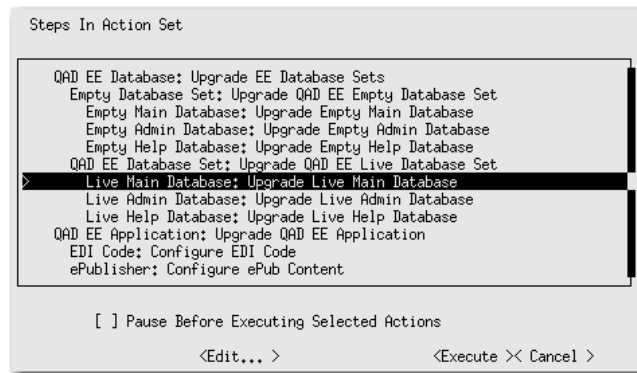 Steps In Action Set
QAD EE Database: Upgrade EE Database Sets
Empty Database Set: Upgrade QAD EE Empty Database Set
Empty Main Database: Upgrade Empty Main Database
Empty Admin Database: Upgrade Empty Admin Database
Empty Help Database: Upgrade Empty Help Database
QAD EE Database Set: Upgrade QAD EE Live Database Set
> Live Main Database: Upgrade Live Main Database
Live Admin Database: Upgrade Live Admin Database
Live Help Database: Upgrade Live Help Database
QAD EE Application: Upgrade QAD EE Application
EDI Code: Configure EDI Code
ePublisher: Configure ePub Content
[ ] Pause Before Executing Selected Actions
<Edit... > <Execute >< Cancel >